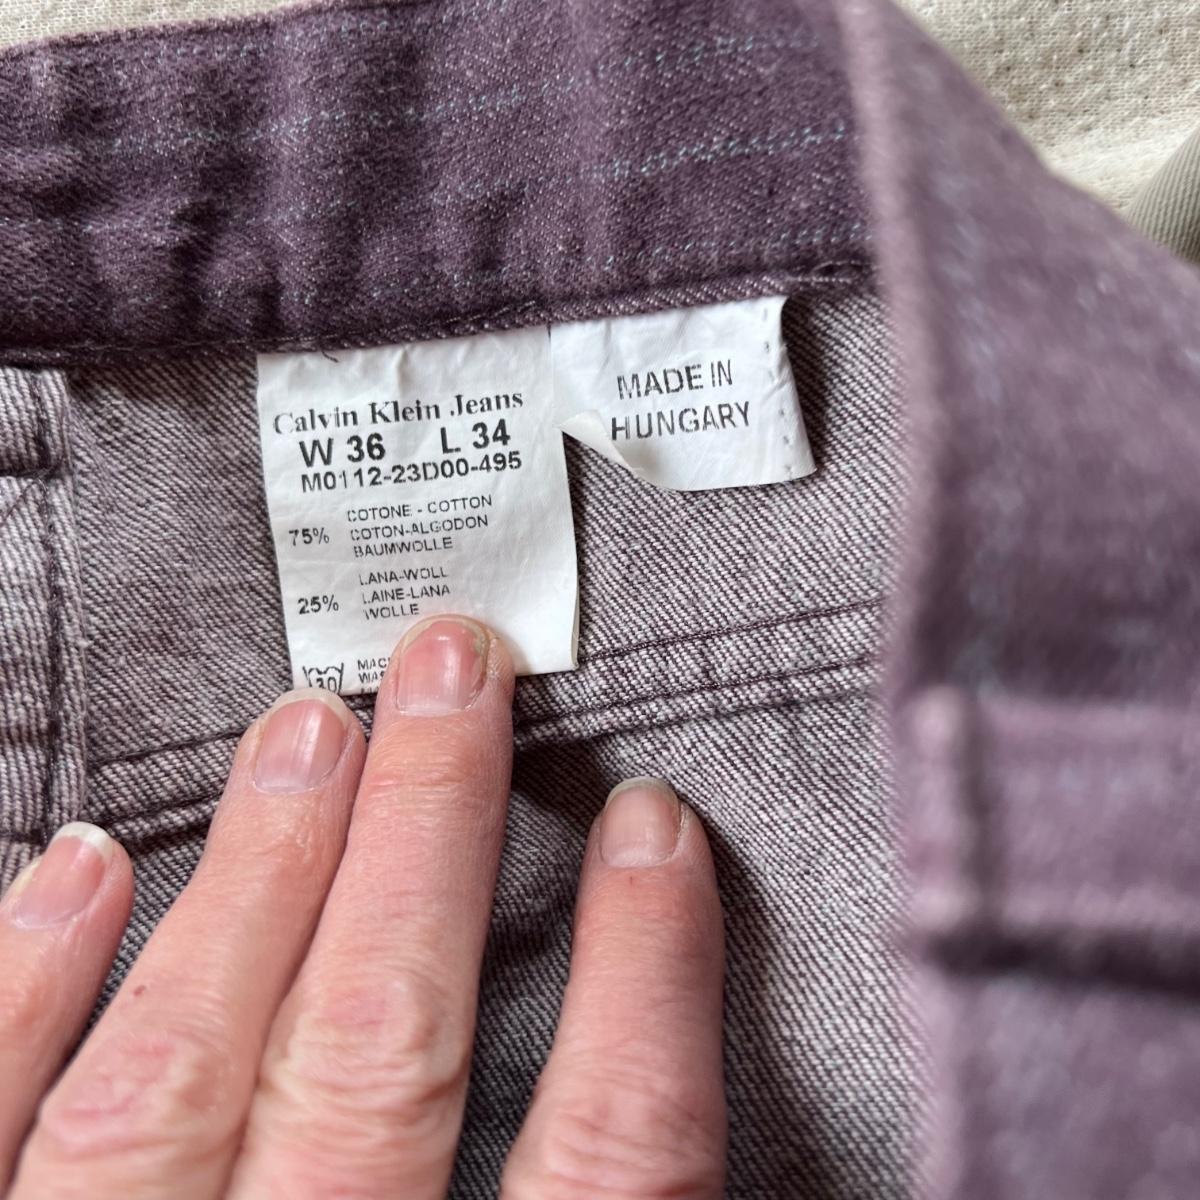 Calvin Klein Jeans
W 36 L 34
M0112-23D00-495
75%
COTONE - COTTON
COTON-ALGODON
BAUMWOLLE
25%
LANA-WOLL
LAINE-LANA
WOLLE
30
MADE IN
HUNGARY